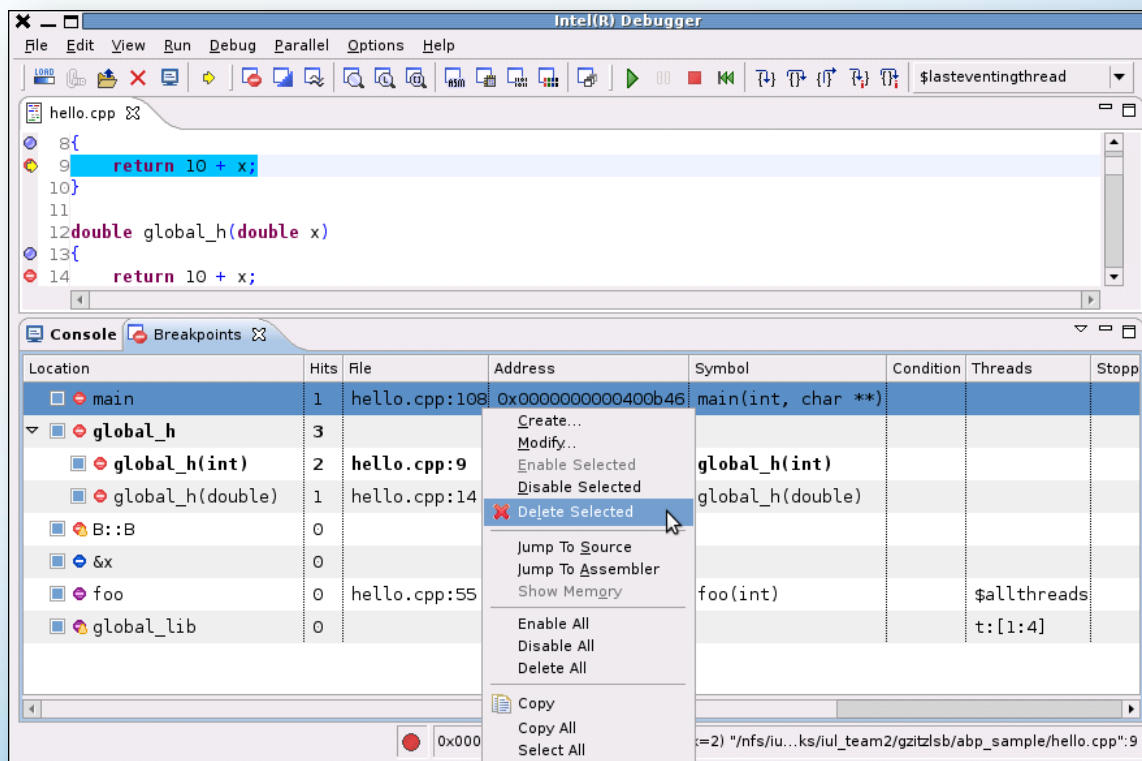 Intel(R) Debugger
File Edit View Run Debug Parallel Options Help
LOAD ASM $lasteventingthread
hello.cpp
8{
9 return 10 + x;
10}
11
12double global_h(double x)
13{
14 return 10 + x;
Console Breakpoints
Location Hits File Address Symbol Condition Threads Stopp
main 1 hello.cpp:108 0x0000000000400b46 main(int, char **)
global_h 3
global_h(int) 2 hello.cpp:9 global_h(int)
global_h(double) 1 hello.cpp:14 global_h(double)
B::B 0
&x 0
foo 0 hello.cpp:55 foo(int) $allthreads
global_lib 0 t:[1:4]
Create...
Modify...
Enable Selected
Disable Selected
Delete Selected
Jump To Source
Jump To Assembler
Show Memory
Enable All
Disable All
Delete All
Copy
Copy All
Select All
0x000 x=2) "/nfs/iu...ks/iul_team2/gzitzlsb/abp_sample/hello.cpp":9